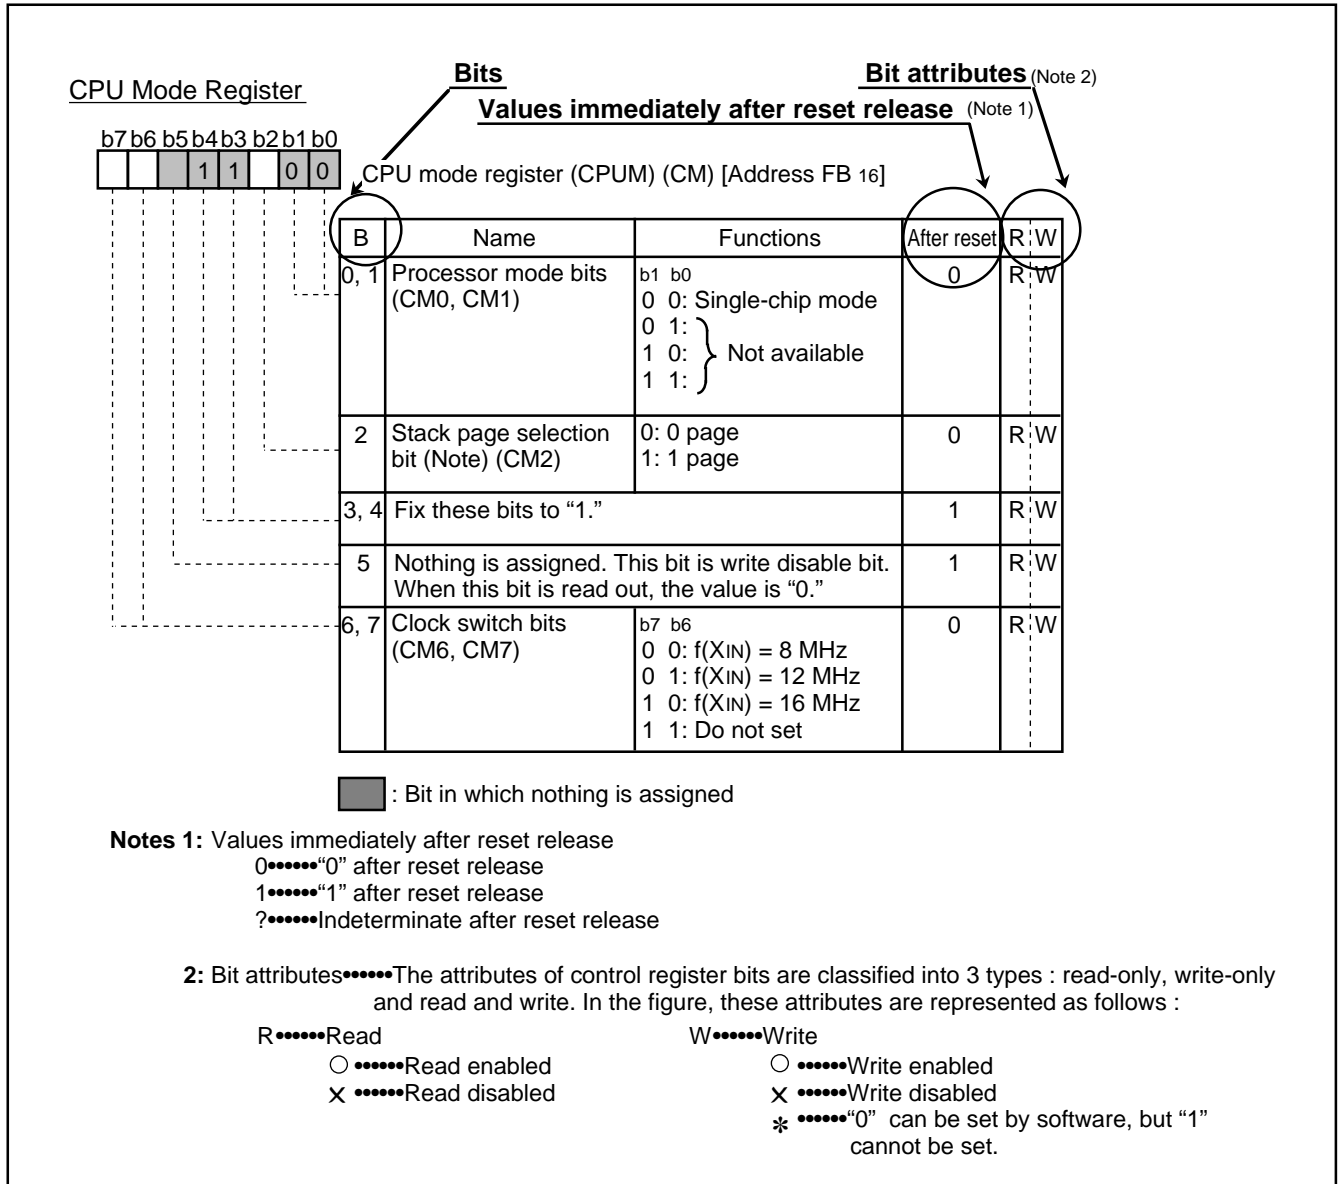 Bits
Bit attributes (Note 2)
CPU Mode Register
Values immediately after reset release (Note 1)
b7 b6 b5 b4 b3 b2 b1 b0
1 1 0 0
CPU mode register (CPUM) (CM) [Address FB 16]
B Name Functions After reset R W
0, 1 Processor mode bits b1 b0 0 R W
(CM0, CM1) 0 0: Single-chip mode
0 1:
1 0: Not available
1 1:
2 Stack page selection 0: 0 page 0 R W
bit (Note) (CM2) 1: 1 page
3, 4 Fix these bits to “1.” 1 R W
5 Nothing is assigned. This bit is write disable bit. 1 R W
When this bit is read out, the value is “0.”
6, 7 Clock switch bits b7 b6 0 R W
(CM6, CM7) 0 0: f(XIN) = 8 MHz
0 1: f(XIN) = 12 MHz
1 0: f(XIN) = 16 MHz
1 1: Do not set
: Bit in which nothing is assigned
Notes 1: Values immediately after reset release
0••••••“0” after reset release
1••••••“1” after reset release
?••••••Indeterminate after reset release
2: Bit attributes••••••The attributes of control register bits are classified into 3 types : read-only, write-only
and read and write. In the figure, these attributes are represented as follows :
R••••••Read W••••••Write
○ ••••••Read enabled ○ ••••••Write enabled
✕ ••••••Read disabled ✕ ••••••Write disabled
✻ ••••••“0” can be set by software, but “1”
cannot be set.